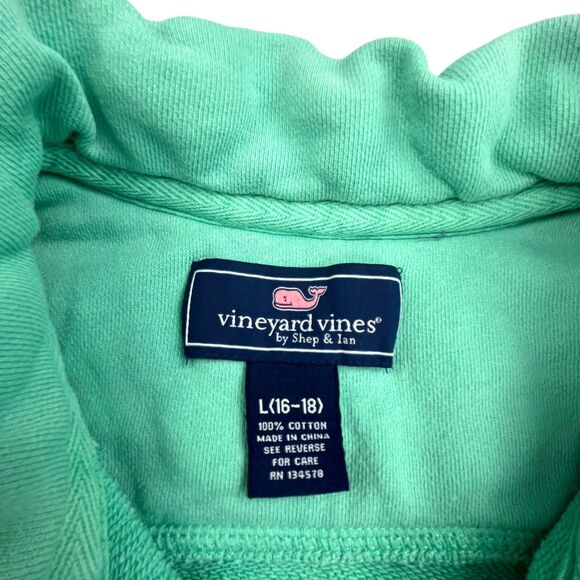 vineyard vines®
by Shep & Ian
L(16-18)
100% COTTON
MADE IN CHINA
SEE REVERSE
FOR CARE
RN 134578